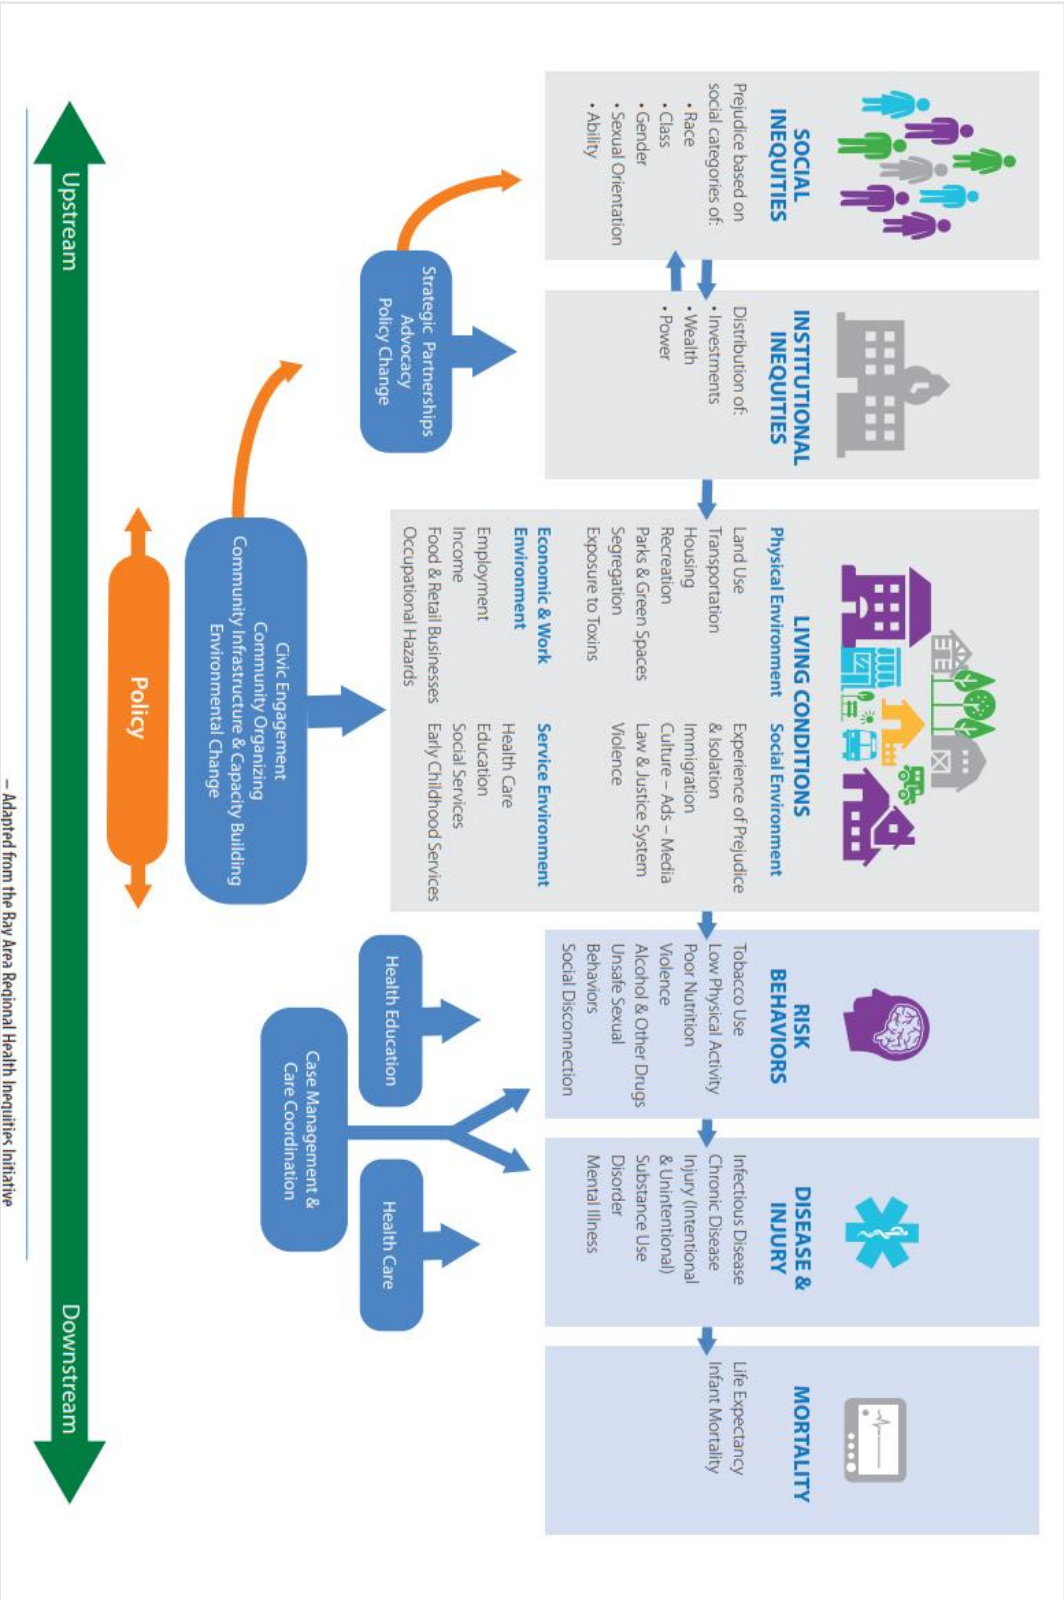 SOCIAL
INEQUITIES
Prejudice based on
social categories of:
• Race
• Class
• Gender
• Sexual Orientation
• Ability
INSTITUTIONAL
INEQUITIES
Distribution of:
• Investments
• Wealth
• Power
LIVING CONDITIONS
Physical Environment
Land Use
Transportation
Housing
Recreation
Parks & Green Spaces
Segregation
Exposure to Toxins
Social Environment
Experience of Prejudice
& Isolation
Immigration
Culture – Ads – Media
Law & Justice System
Violence
Economic & Work
Environment
Employment
Income
Food & Retail Businesses
Occupational Hazards
Service Environment
Health Care
Education
Social Services
Early Childhood Services
RISK
BEHAVIORS
Tobacco Use
Low Physical Activity
Poor Nutrition
Violence
Alcohol & Other Drugs
Unsafe Sexual
Behaviors
Social Disconnection
DISEASE &
INJURY
Infectious Disease
Chronic Disease
Injury (Intentional
& Unintentional)
Substance Use
Disorder
Mental Illness
MORTALITY
Life Expectancy
Infant Mortality
Strategic Partnerships
Advocacy
Policy Change
Civic Engagement
Community Organizing
Community Infrastructure & Capacity Building
Environmental Change
Health Education
Health Care
Case Management &
Care Coordination
Policy
Upstream
Downstream
– Adapted from the Bay Area Regional Health Inequities Initiative